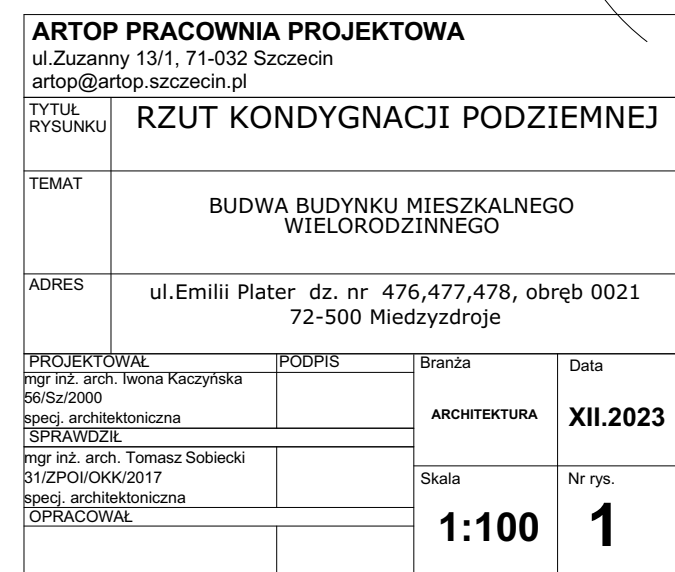 ARTOP PRACOWNIA PROJEKTOWA
ul.Zuzanny 13/1, 71-032 Szczecin
artop@artop.szczecin.pl
TYTUŁ
RYSUNKU
RZUT KONDYGNACJI PODZIEMNEJ
TEMAT
BUDWA BUDYNKU MIESZKALNEGO
WIELORODZINNEGO
ADRES
ul.Emilii Plater dz. nr 476,477,478, obręb 0021
72-500 Miedzyzdroje
PROJEKTOWAŁ
PODPIS
mgr inż. arch. Iwona Kaczyńska
56/Sz/2000
specj. architektoniczna
SPRAWDZIŁ
mgr inż. arch. Tomasz Sobiecki
31/ZPOI/OKK/2017
specj. architektoniczna
OPRACOWAŁ
Branża
ARCHITEKTURA
Data
XII.2023
Skala
1:100
Nr rys.
1